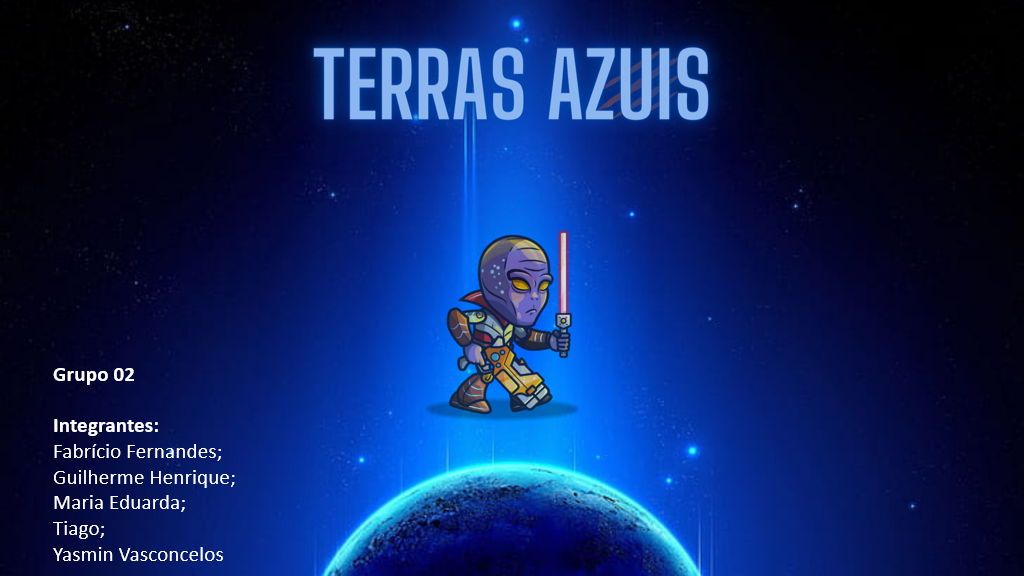 TERRAS AZUIS
Grupo 02
Integrantes:
Fabrício Fernandes;
Guilherme Henrique;
Maria Eduarda;
Tiago;
Yasmin Vasconcelos